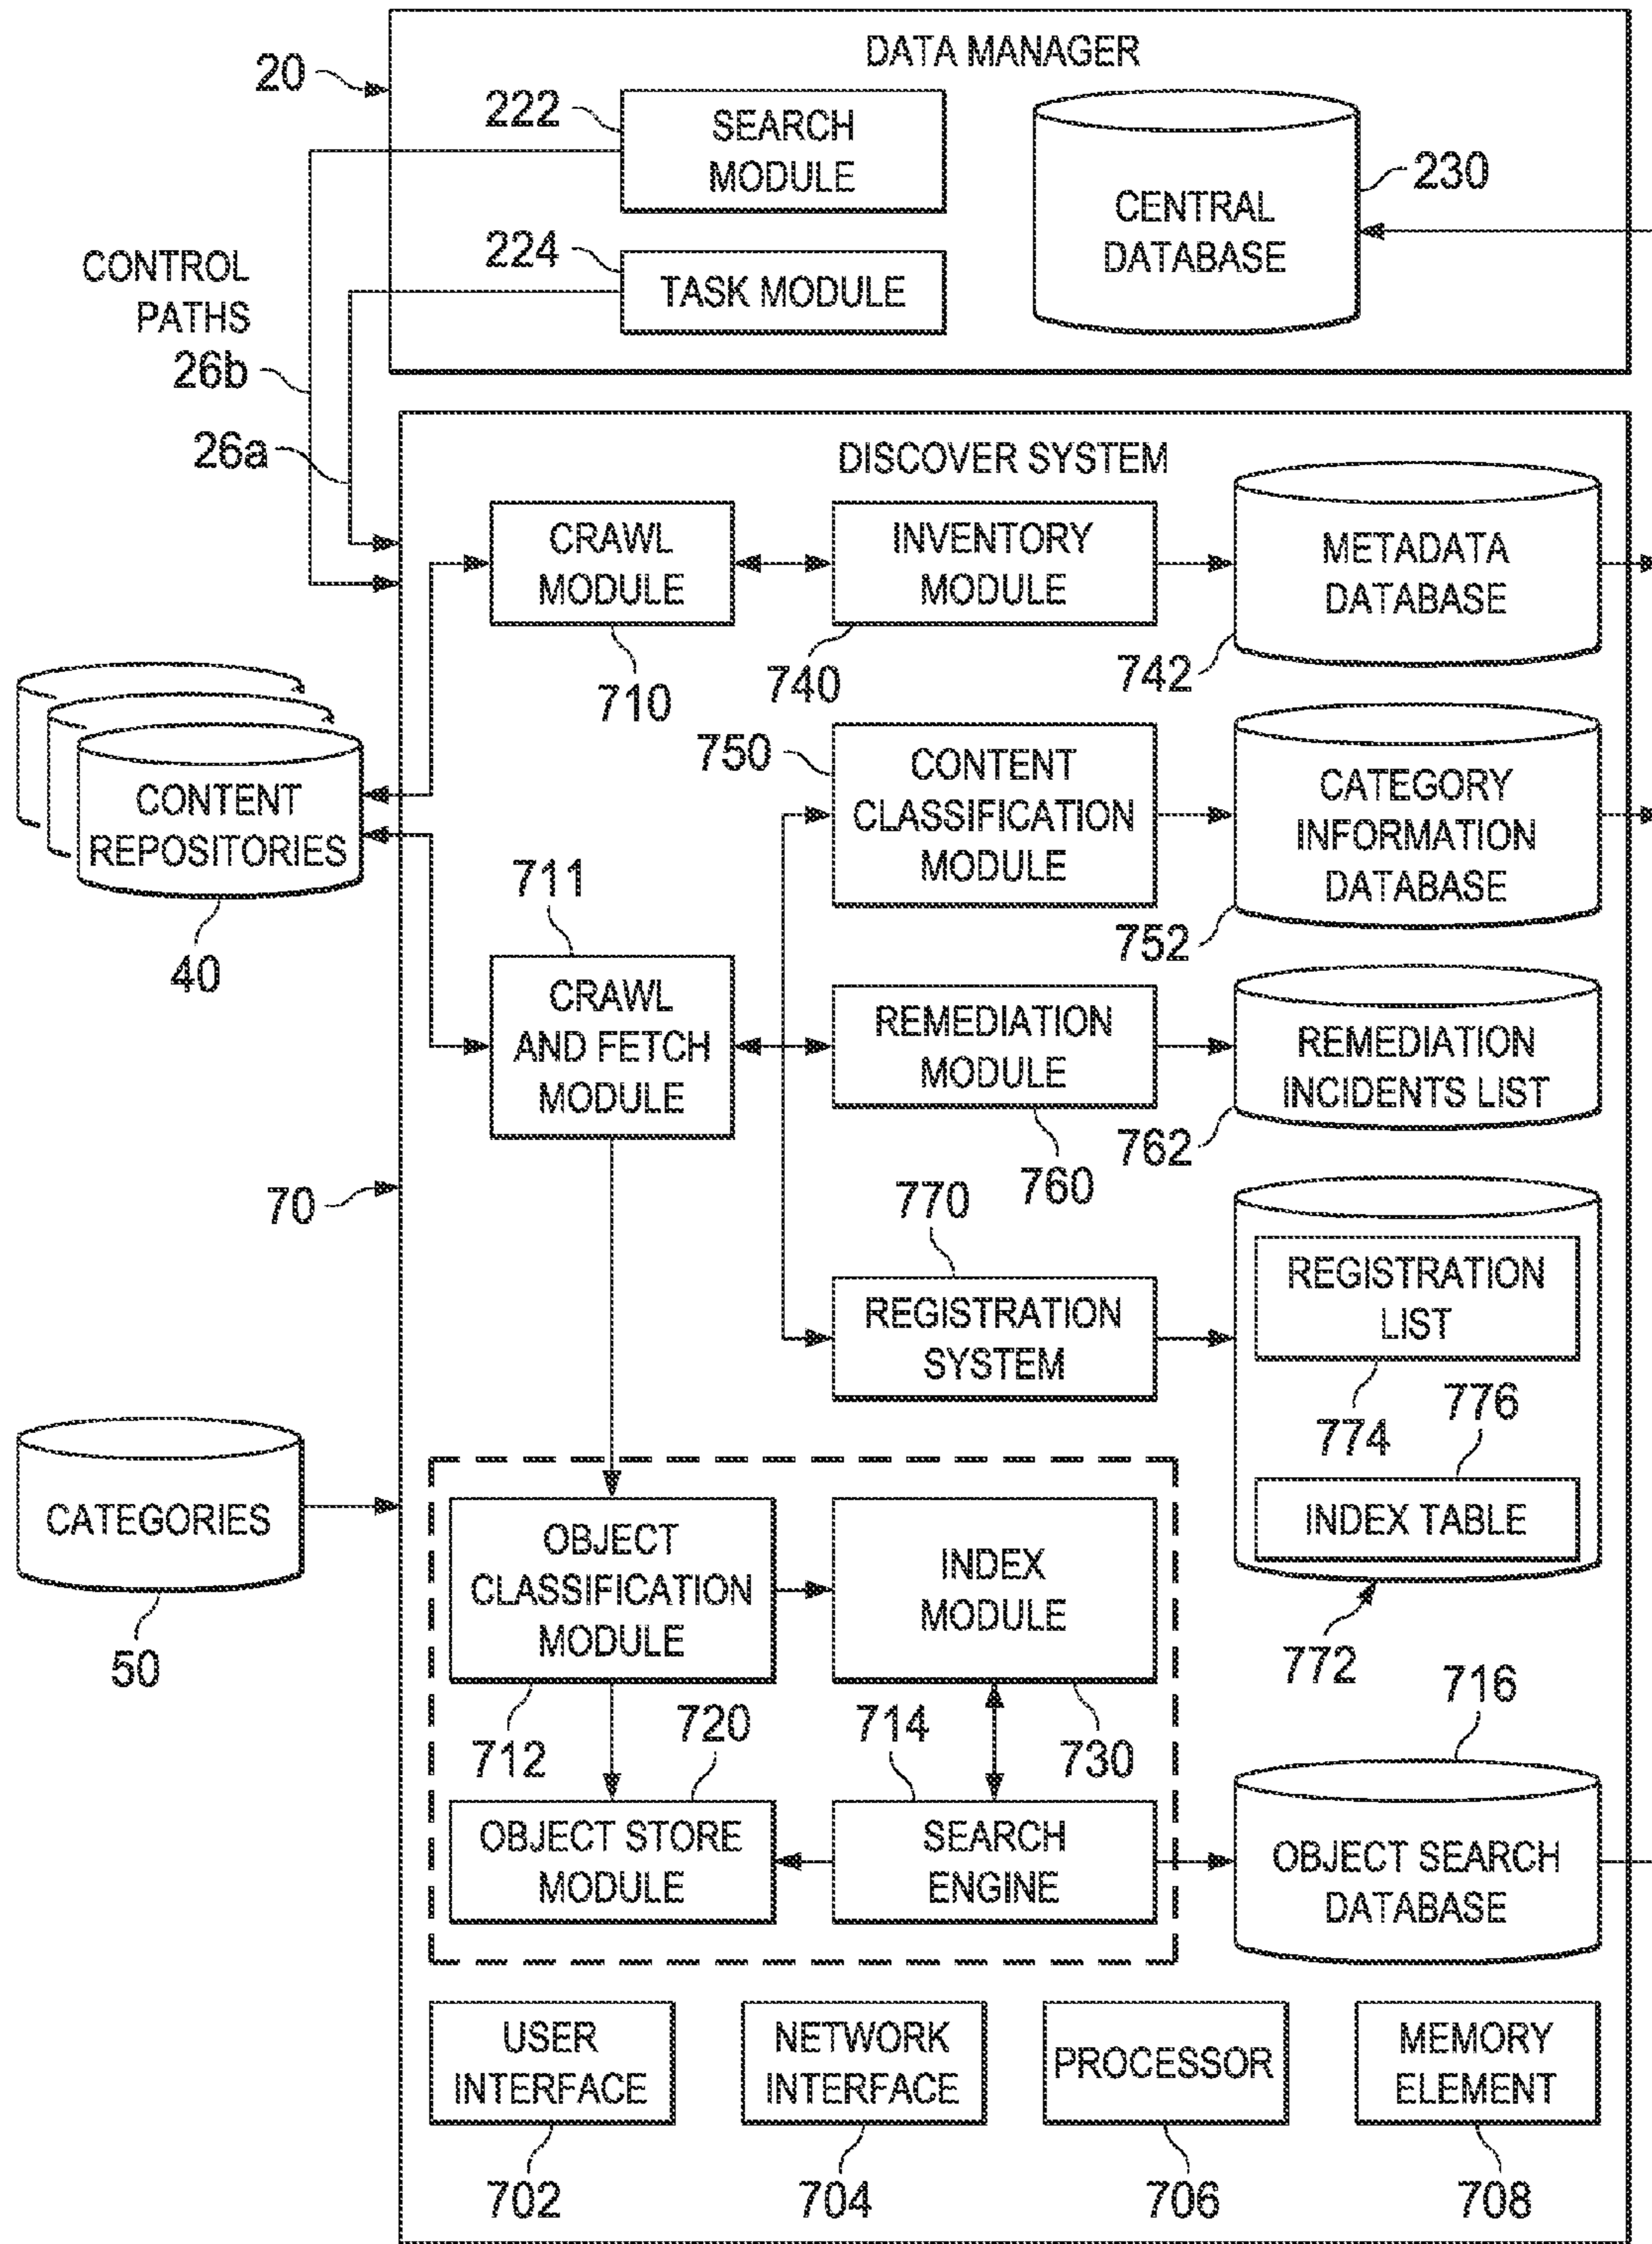 DATA MANAGER
20
222
SEARCH
MODULE
230
CENTRAL
DATABASE
224
TASK MODULE
CONTROL
PATHS
26b
26a
DISCOVER SYSTEM
CRAWL
MODULE
710
INVENTORY
MODULE
740
METADATA
DATABASE
742
CONTENT
REPOSITORIES
40
750
CONTENT
CLASSIFICATION
MODULE
CATEGORY
INFORMATION
DATABASE
752
711
CRAWL
AND FETCH
MODULE
REMEDIATION
MODULE
760
REMEDIATION
INCIDENTS LIST
762
70
770
REGISTRATION
SYSTEM
REGISTRATION
LIST
774
776
INDEX TABLE
772
CATEGORIES
50
OBJECT
CLASSIFICATION
MODULE
712
INDEX
MODULE
730
720
OBJECT STORE
MODULE
714
SEARCH
ENGINE
716
OBJECT SEARCH
DATABASE
USER
INTERFACE
702
NETWORK
INTERFACE
704
PROCESSOR
706
MEMORY
ELEMENT
708